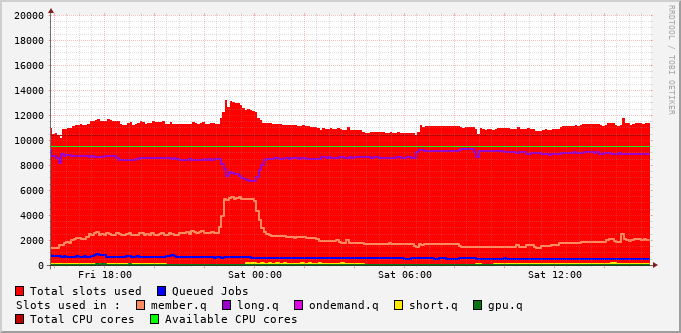 20000
18000
16000
14000
12000
10000
8000
6000
4000
2000
0
Fri 18:00 Sat 00:00 Sat 06:00 Sat 12:00
Total slots used Queued Jobs
Slots used in : member.q long.q ondemand.q short.q gpu.q
Total CPU cores Available CPU cores
RRDTOOL / TOBI OETIKER